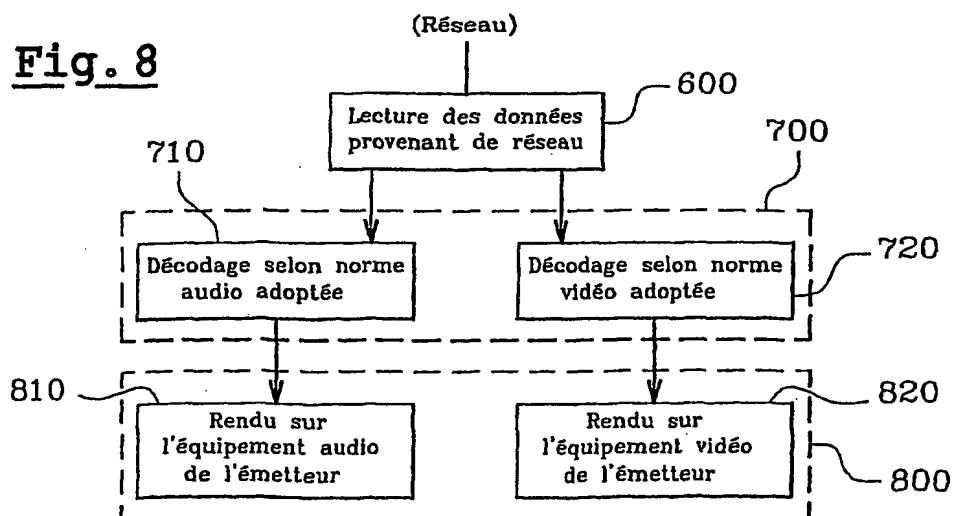 Fig. 8
(Réseau)
600
Lecture des données
provenant de réseau
700
710
Décodage selon norme
audio adoptée
Décodage selon norme
vidéo adoptée
720
810
820
Rendu sur
l'équipement audio
de l'émetteur
Rendu sur
l'équipement vidéo
de l'émetteur
800